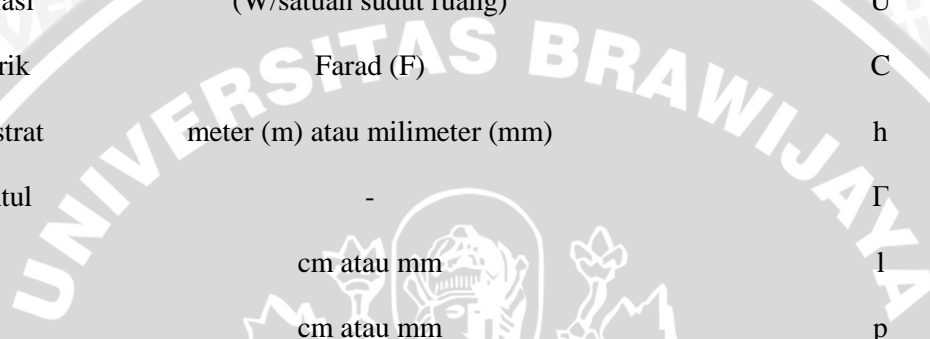 (W/satuan sudut ruang) U
rik Farad (F) C
strat meter (m) atau milimeter (mm) h
tul - Γ
cm atau mm l
cm atau mm p
UNIVERSITAS BRAWIJAYA